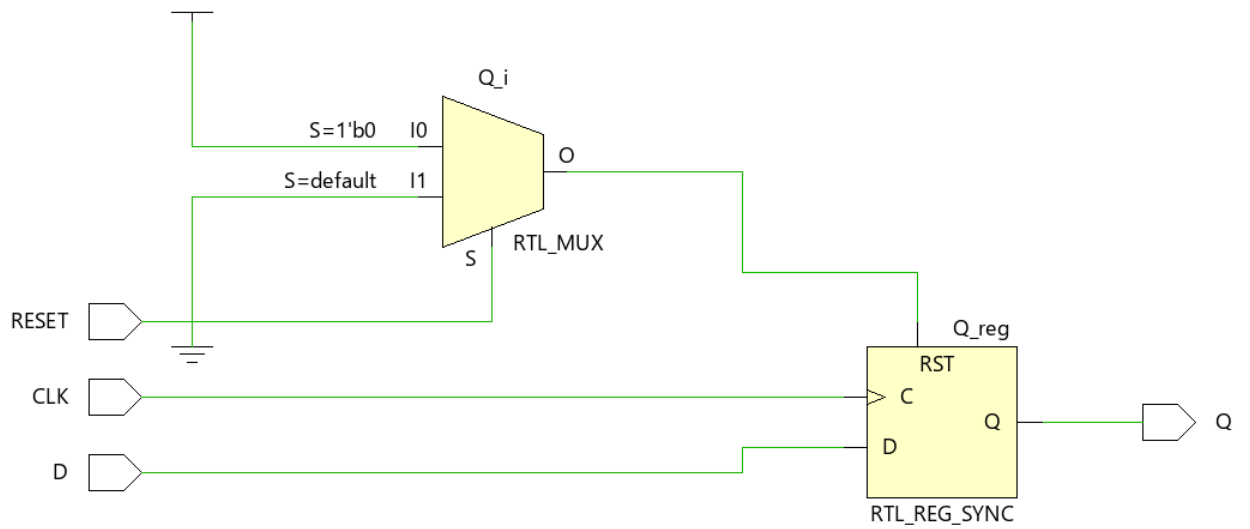 Q_i
S=1'b0 I0
O
S=default I1
RTL_MUX
S
RESET
Q_reg
RST
CLK
C
Q
Q
D
D
RTL_REG_SYNC